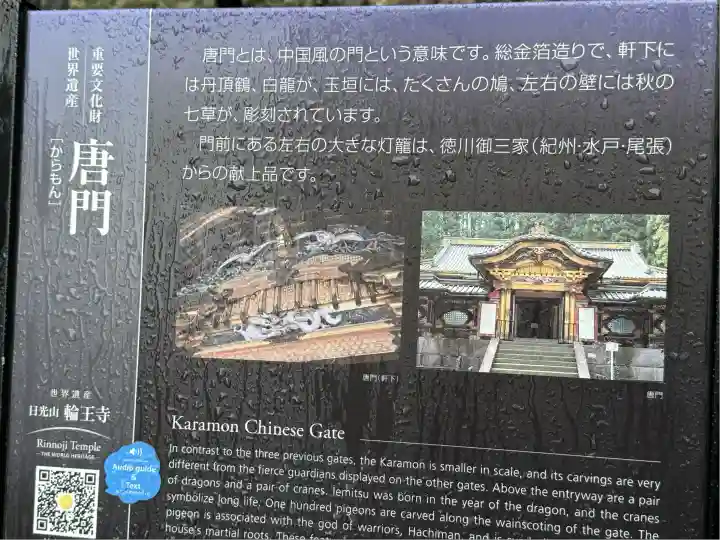 重要文化財
世界遺産
唐門
［からもん］
唐門とは、中国風の門という意味です。総金箔造りで、軒下に
は丹頂鶴、白龍が、玉垣には、たくさんの鳩、左右の壁には秋の
七草が、彫刻されています。
門前にある左右の大きな灯籠は、徳川御三家（紀州・水戸・尾張）
からの献上品です。
唐門（軒下）
唐門
世界遺産
日光山 輪王寺
Rinnoji Temple
THE WORLD HERITAGE
Audio guide
&
Text
Karamon Chinese Gate
In contrast to the three previous gates, the Karamon is smaller in scale, and its carvings are very
different from the fierce guardians displayed on the other gates. Above the entryway are a pair
of dragons and a pair of cranes. Iemitsu was born in the year of the dragon, and the cranes
symbolize long life. One hundred pigeons are carved along the wainscoting of the gate. The
pigeon is associated with the god of warriors, Hachiman, and is
house's martial roots. These